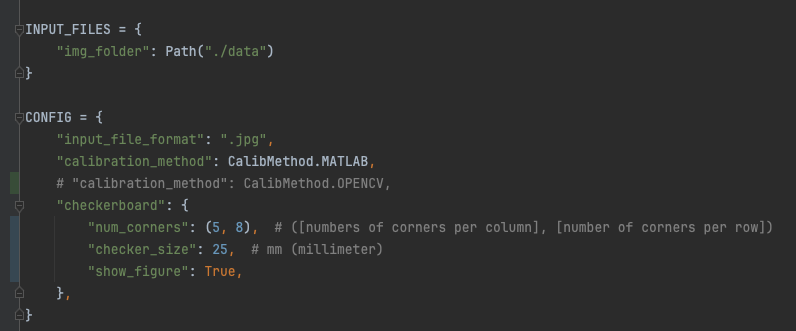 INPUT_FILES = {
    "img_folder": Path("./data")
}
CONFIG = {
    "input_file_format": ".jpg",
    "calibration_method": CalibMethod.MATLAB,
    # "calibration_method": CalibMethod.OPENCV,
    "checkerboard": {
        "num_corners": (5, 8),  # ([numbers of corners per column], [number of corners per row])
        "checker_size": 25,  # mm (millimeter)
        "show_figure": True,
    },
}